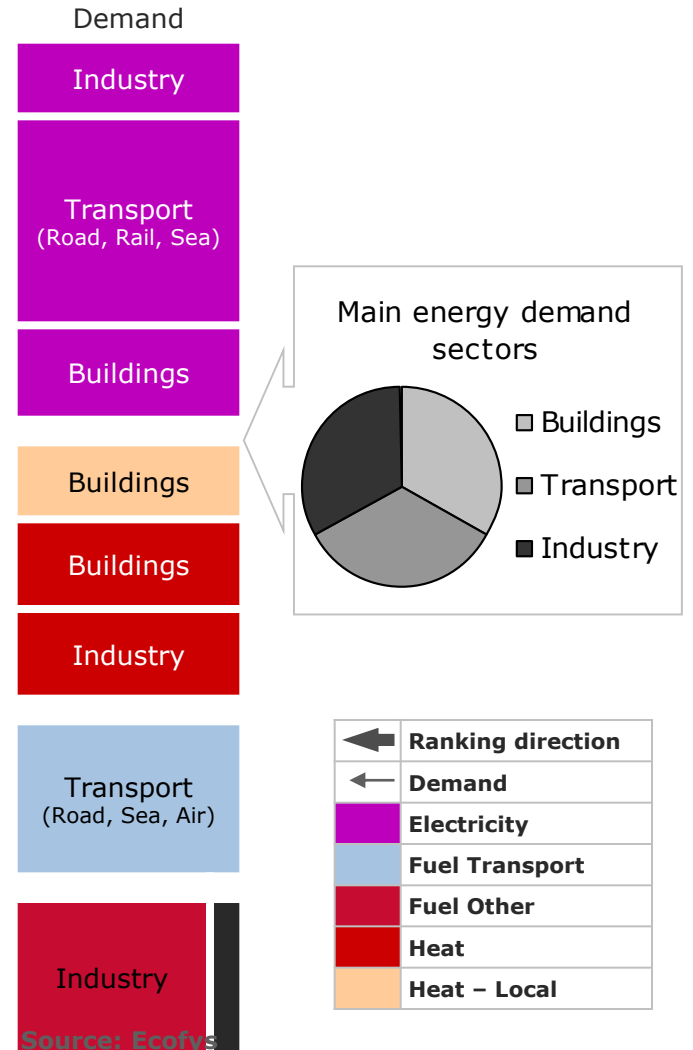 Demand
Industry
Transport
(Road, Rail, Sea)
Buildings
Buildings
Buildings
Industry
Transport
(Road, Sea, Air)
Industry
Source: Ecofys
Main energy demand
sectors
Buildings
Transport
Industry
Ranking direction
Demand
Electricity
Fuel Transport
Fuel Other
Heat
Heat – Local